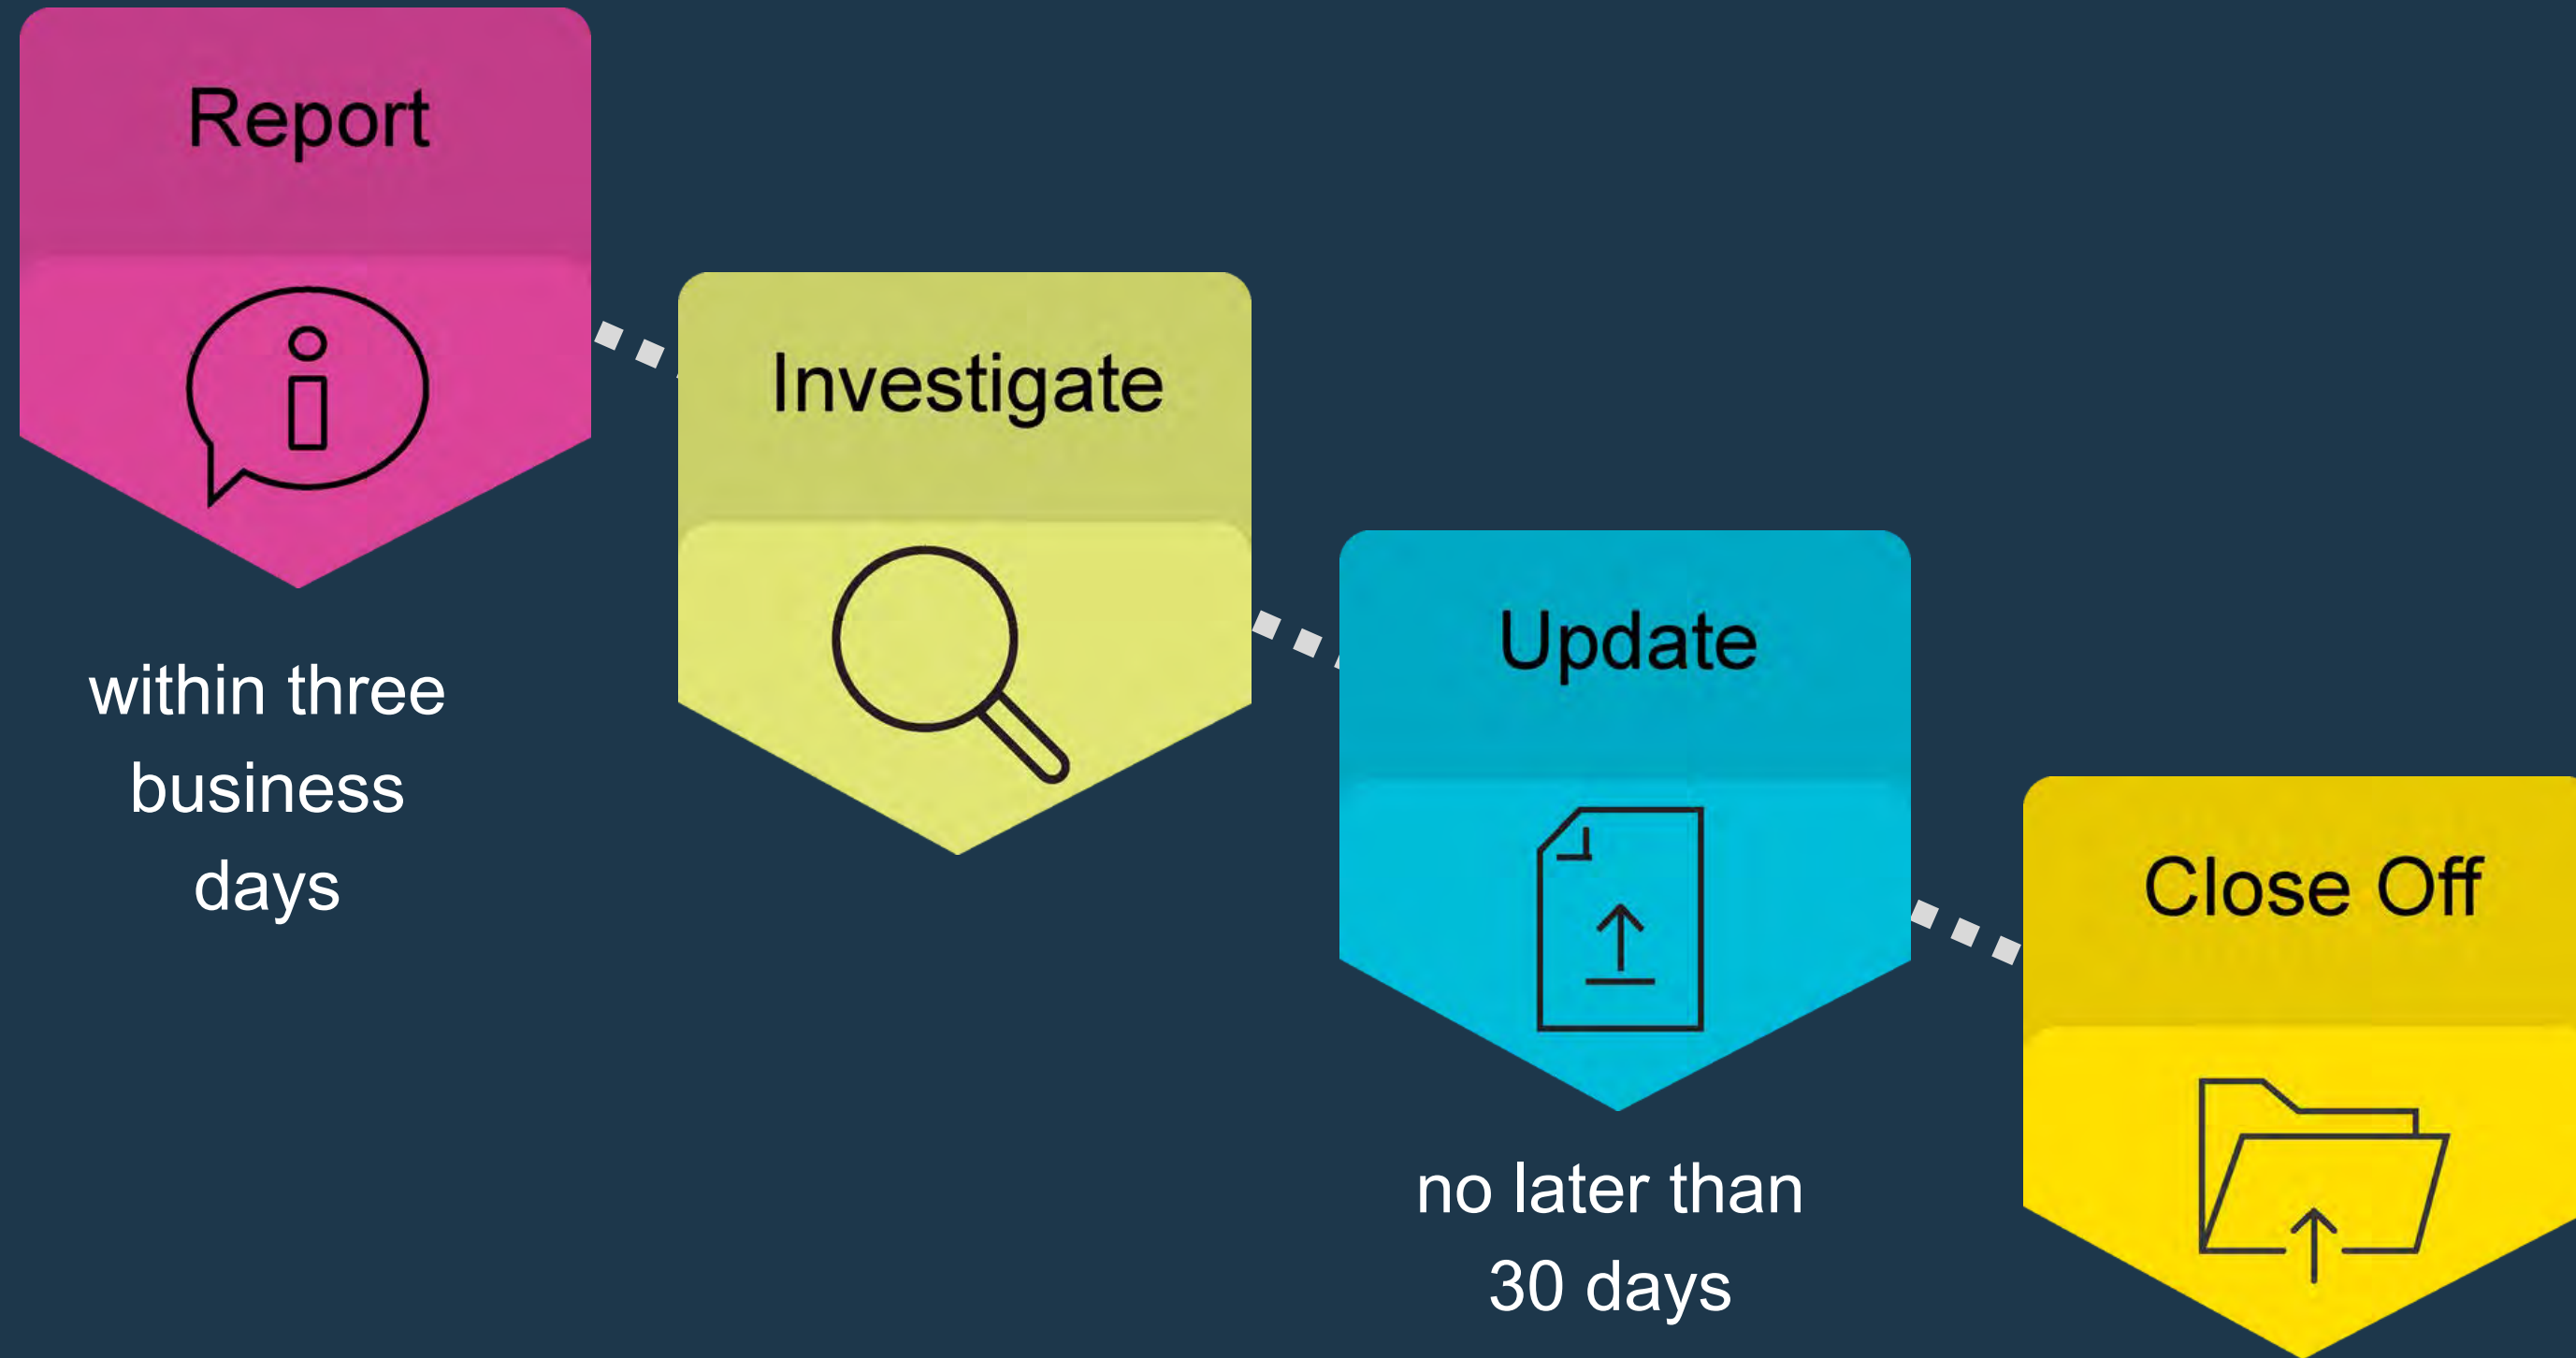 Report
within three
business
days
Investigate
Update
no later than
30 days
Close Off